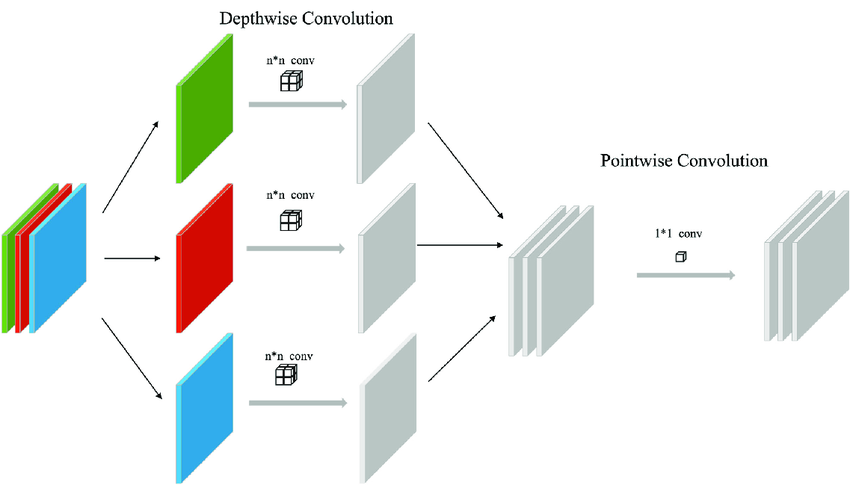 Depthwise Convolution
n*n conv
n*n conv
n*n conv
Pointwise Convolution
1*1 conv